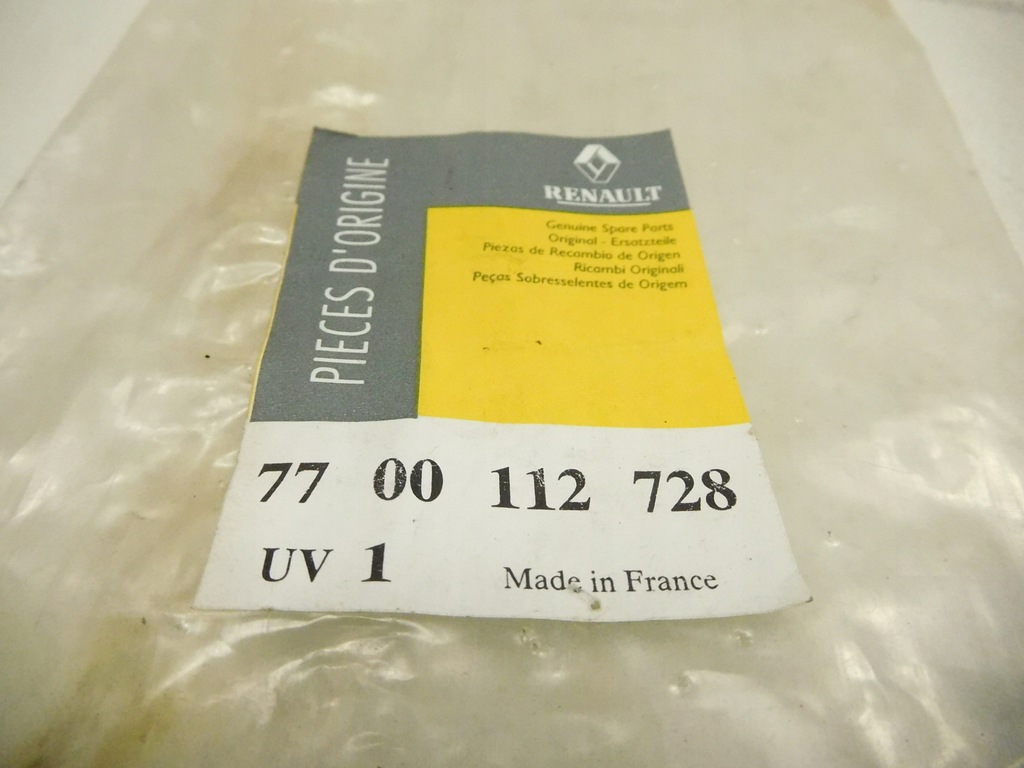 PIECES D'ORIGINE
RENAULT
Genuine Spare Parts
Original - Ersatzteile
Piezas de Recambio de Origen
Ricambi Originali
Peças Sobresselentes de Origem
77 00 112 728
UV 1 Made in France